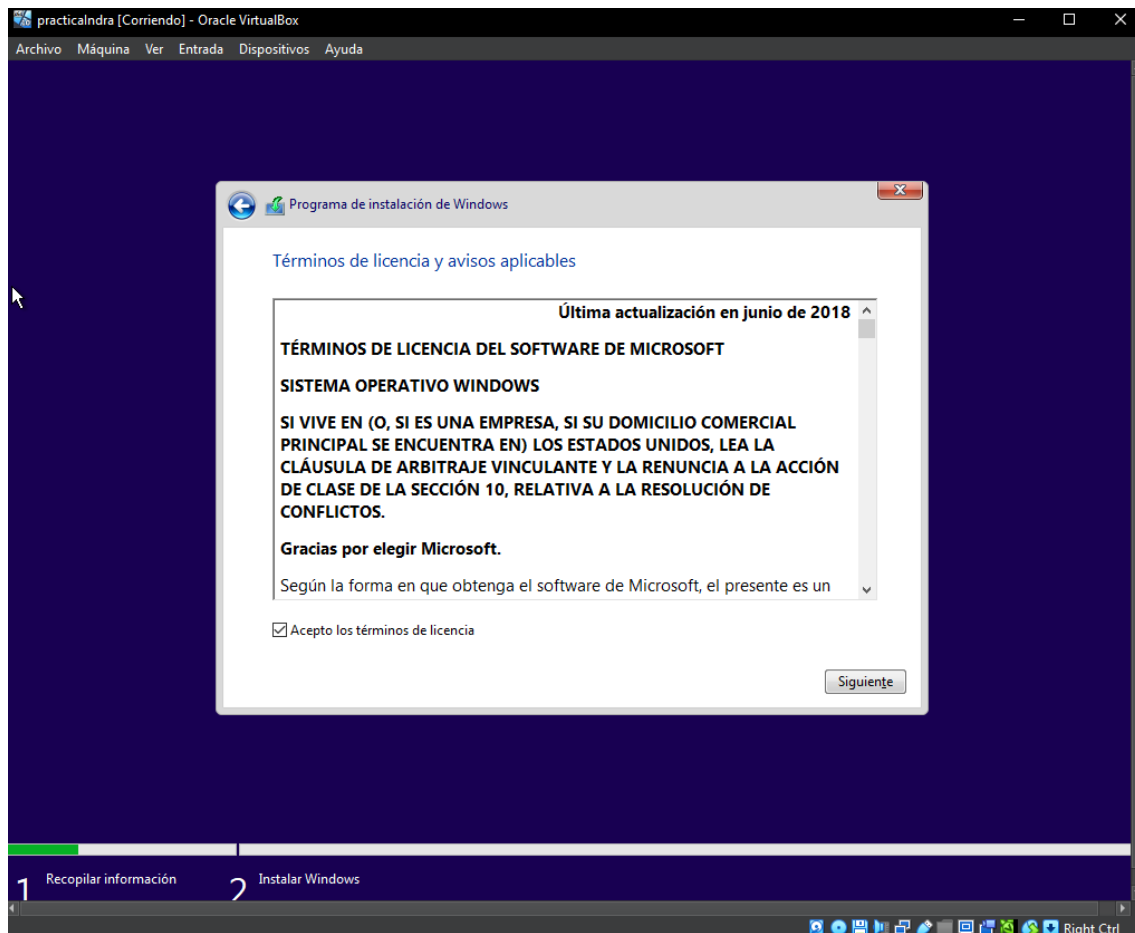 practicaIndra [Corriendo] - Oracle VirtualBox
Archivo Máquina Ver Entrada Dispositivos Ayuda
Programa de instalación de Windows
Términos de licencia y avisos aplicables
Última actualización en junio de 2018
TÉRMINOS DE LICENCIA DEL SOFTWARE DE MICROSOFT
SISTEMA OPERATIVO WINDOWS
SI VIVE EN (O, SI ES UNA EMPRESA, SI SU DOMICILIO COMERCIAL
PRINCIPAL SE ENCUENTRA EN) LOS ESTADOS UNIDOS, LEA LA
CLÁUSULA DE ARBITRAJE VINCULANTE Y LA RENUNCIA A LA ACCIÓN
DE CLASE DE LA SECCIÓN 10, RELATIVA A LA RESOLUCIÓN DE
CONFLICTOS.
Gracias por elegir Microsoft.
Según la forma en que obtenga el software de Microsoft, el presente es un
Acepto los términos de licencia
Siguiente
1 Recopilar información 2 Instalar Windows
Right Ctrl